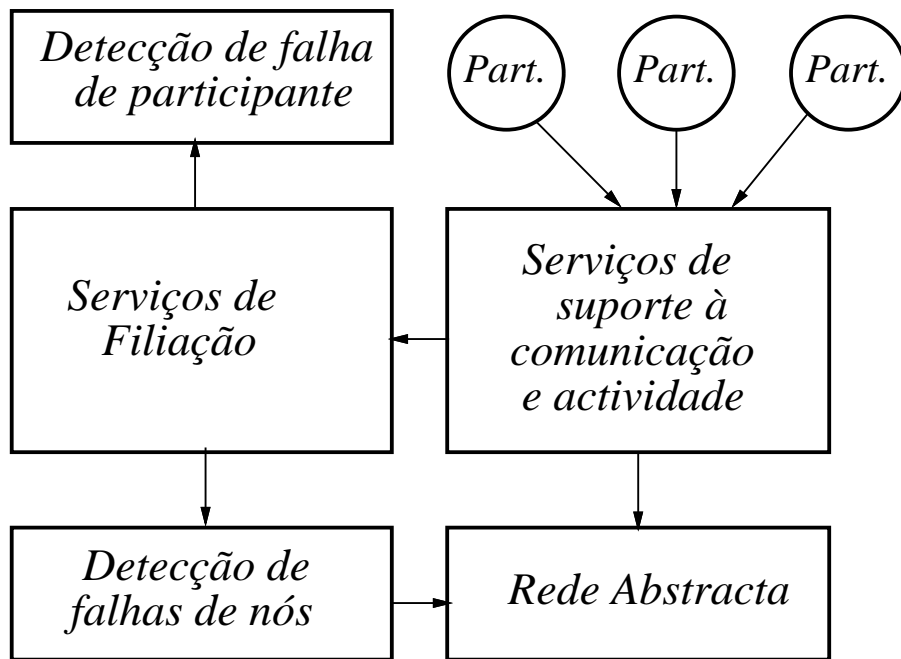 Detecção de falha
de participante
Part.
Part.
Part.
Serviços de
Filiação
Serviços de
suporte à
comunicação
e actividade
Detecção de
falhas de nós
Rede Abstracta